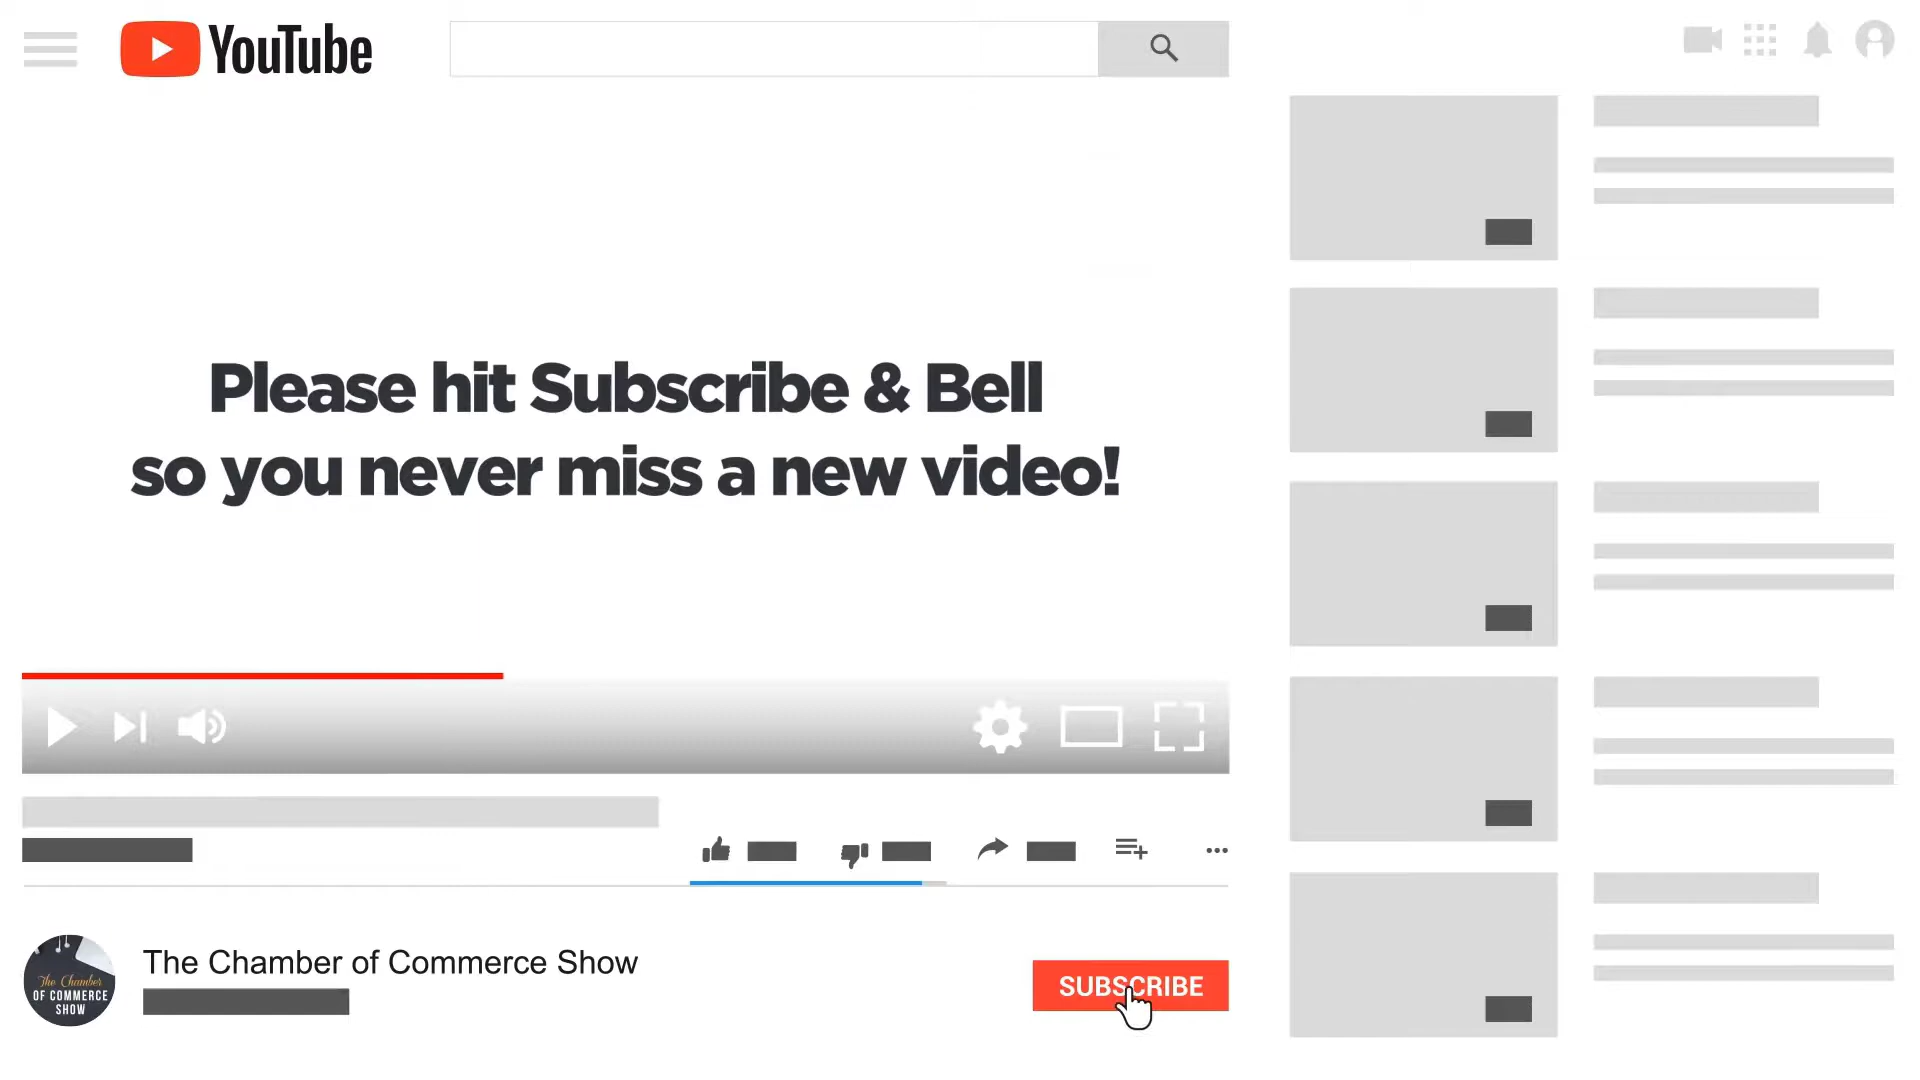 YouTube
Please hit Subscribe & Bell
so you never miss a new video!
The Chamber of Commerce Show
The Chamber
OF COMMERCE
SHOW
SUBSCRIBE